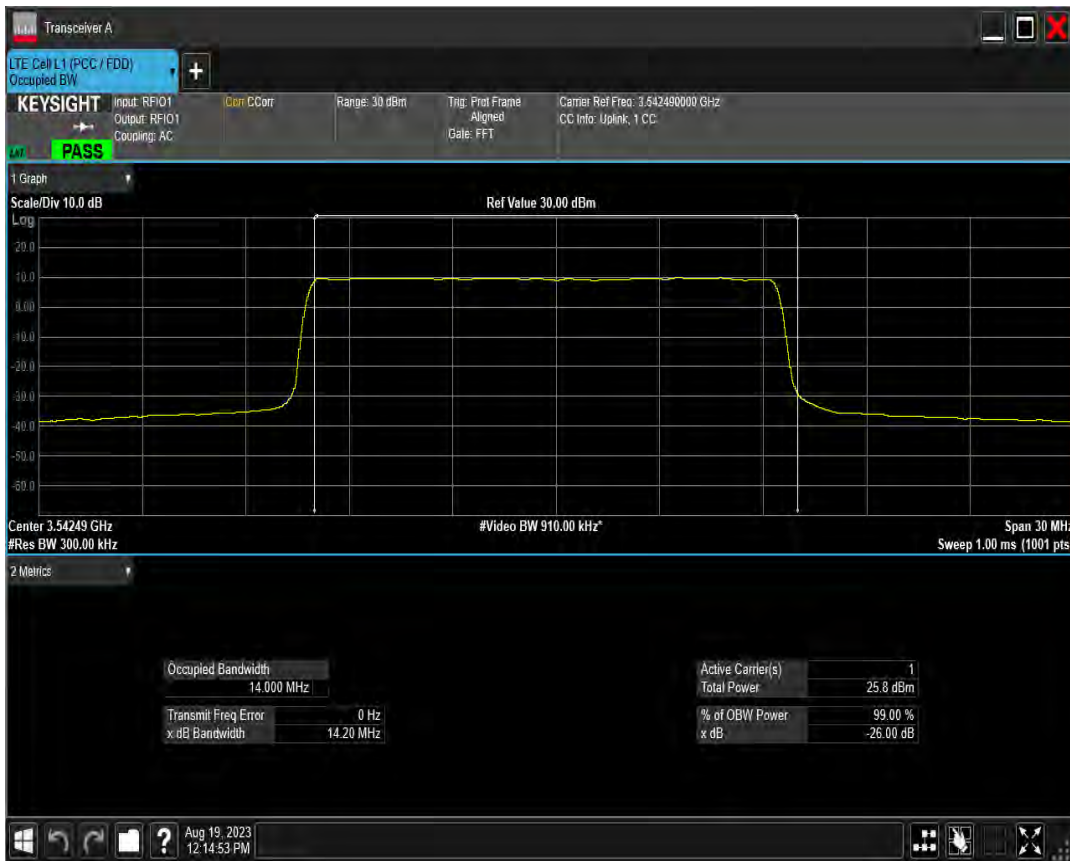 Transceiver A
LTE Cell L1 (PCC / FDD)
Occupied BW
+
KEYSIGHT
PASS
Input: RFIO1
Output: RFIO1
Coupling: AC
Corr CCorr
Range: 30 dBm
Trig: Prot Frame
Aligned
Gate: FFT
Carrier Ref Freq: 3.542490000 GHz
CC Info: Uplink, 1 CC
1 Graph
Scale/Div 10.0 dB
Ref Value 30.00 dBm
Log
20.0
10.0
0.00
-10.0
-20.0
-30.0
-40.0
-50.0
-60.0
Center 3.54249 GHz
#Video BW 910.00 kHz*
Span 30 MHz
#Res BW 300.00 kHz
Sweep 1.00 ms (1001 pts
2 Metrics
Occupied Bandwidth
14.000 MHz
Transmit Freq Error 0 Hz
x dB Bandwidth 14.20 MHz
Active Carrier(s) 1
Total Power 25.8 dBm
% of OBW Power 99.00 %
x dB -26.00 dB
?
Aug 19, 2023
12:14:53 PM